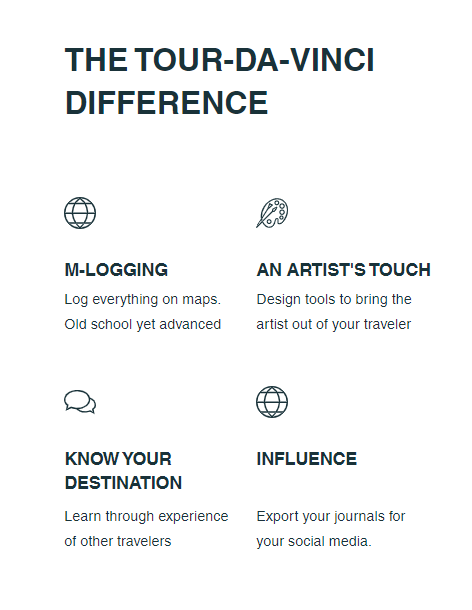 THE TOUR-DA-VINCI
DIFFERENCE
M-LOGGING
Log everything on maps.
Old school yet advanced
AN ARTIST'S TOUCH
Design tools to bring the
artist out of your traveler
KNOW YOUR
DESTINATION
Learn through experience
of other travelers
INFLUENCE
Export your journals for
your social media.